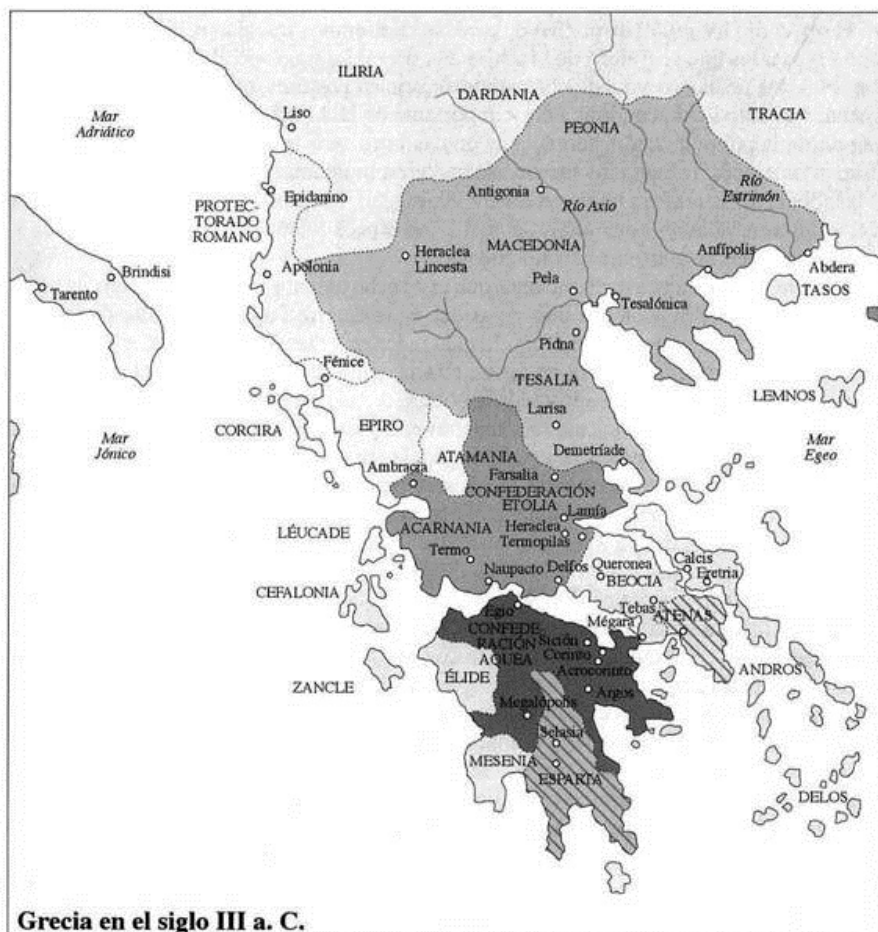 ILIRIA
DARDANIA
Mar
Adriático
Liso
PEONIA
TRACIA
Epidanino
Antigonia
Río Axio
Río
Estrimón
PROTEC-
TORADO
ROMANO
MACEDONIA
Heraclea
Lincesta
Anfípolis
Abdera
Brindisi
Apolonia
Tarento
Pela
Tesalónica
TASOS
Pidna
Fénice
TESALIA
LEMNOS
Larisa
CORCIRA
EPIRO
Mar
Jónico
Mar
Egeo
ATAMANIA
Demetríade
Ambracia
Farsalia
CONFEDERACIÓN
ETOLIA
Lamía
LÉUCADE
ACARNANIA
Heraclea
Termopilas
Termo
Calcis
Queronea
Eretria
CEFALONIA
Naupacto
Delfos
BEOCIA
Tebas
Egio
Mégara
ATENAS
CONFEDE-
RACIÓN
AQUEA
Sición
Corinto
Acrocorinto
ANDROS
ZANCLE
ÉLIDE
Argos
Megalópolis
Selasia
MESENIA
ESPARTA
DELOS
Grecia en el siglo III a. C.